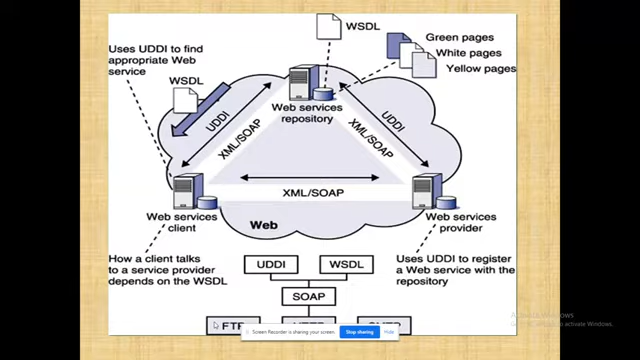 WSDL
Green pages
White pages
Yellow pages
Uses UDDI to find
appropriate Web
service
WSDL
Web services
repository
UDDI
XML/SOAP
UDDI
XML/SOAP
XML/SOAP
Web services
client
Web
Web services
provider
How a client talks
to a service provider
depends on the WSDL
Uses UDDI to register
a Web service with the
repository
UDDI
WSDL
SOAP
FTP
Screen Recorder is sharing your screen.
Stop sharing
Hide
Activate Windows